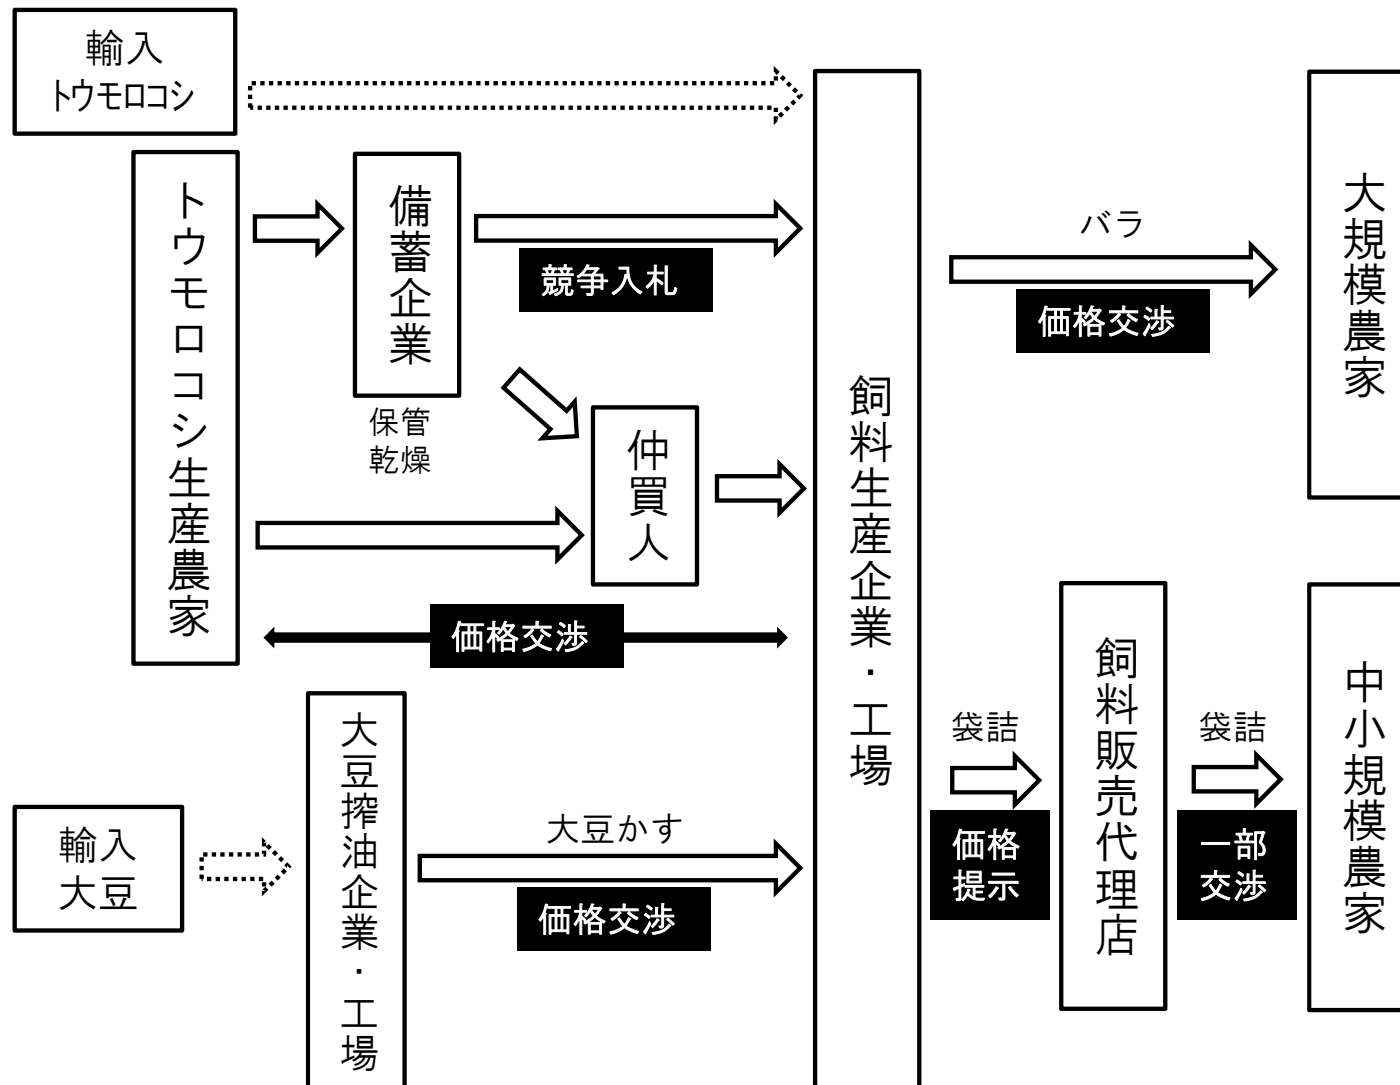 輸入
トウモロコシ
トウモロコシ生産農家
備蓄企業
保管
乾燥
競争入札
仲買人
価格交渉
輸入
大豆
大豆搾油企業・工場
大豆かす
価格交渉
飼料生産企業・工場
バラ
価格交渉
大規模農家
袋詰
価格
提示
飼料販売代理店
袋詰
一部
交渉
中小規模農家